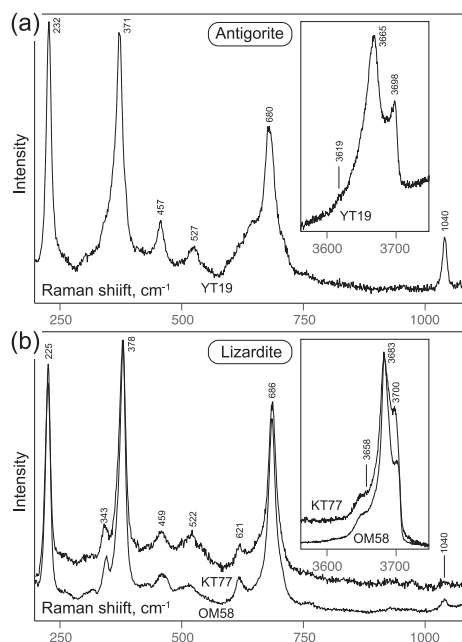 (a)
232
371
Antigorite
3665
3698
3619
YT19
3600
3700
680
457
527
1040
Intensity
Raman shiift, cm-1
YT19
250
500
750
1000
(b)
225
378
Lizardite
3683
3700
3658
KT77
OM58
3600
3700
686
343
459
522
621
1040
Intensity
KT77
Raman shiift, cm-1
OM58
250
500
750
1000